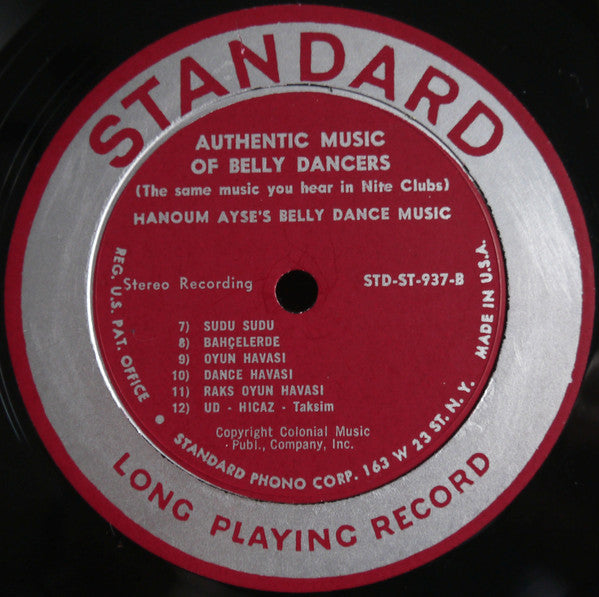 STANDARD
AUTHENTIC MUSIC
OF BELLY DANCERS
(The same music you hear in Nite Clubs)
HANOUM AYSE'S BELLY DANCE MUSIC
Stereo Recording
STD-ST-937-B
7) SUDU SUDU
8) BAHÇELERDE
9) OYUN HAVASI
10) DANCE HAVASI
11) RAKS OYUN HAVASI
12) UD - HICAZ - Taksim
Copyright Colonial Music
Publ., Company, Inc.
REG. U.S. PAT. OFFICE • STANDARD PHONO CORP. 163 W 23 ST. N. Y. MADE IN U.S.A.
LONG PLAYING RECORD